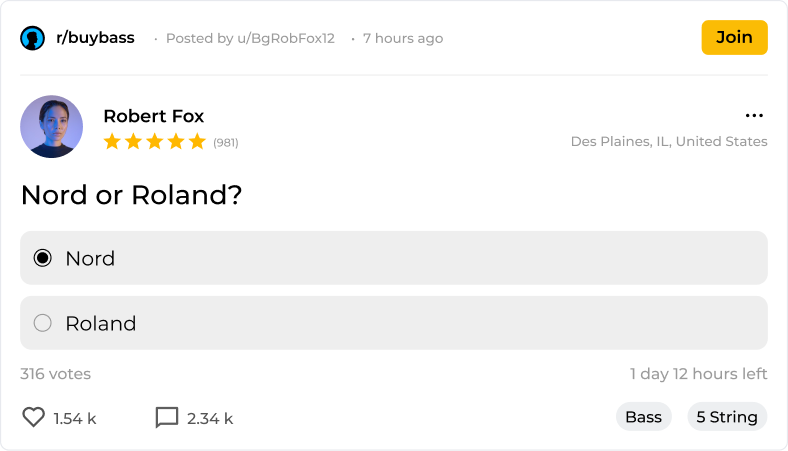 r/buybass · Posted by u/BgRobFox12 · 7 hours ago Join
Robert Fox
(981) Des Plaines, IL, United States
Nord or Roland?
Nord
Roland
316 votes 1 day 12 hours left
1.54 k 2.34 k Bass 5 String